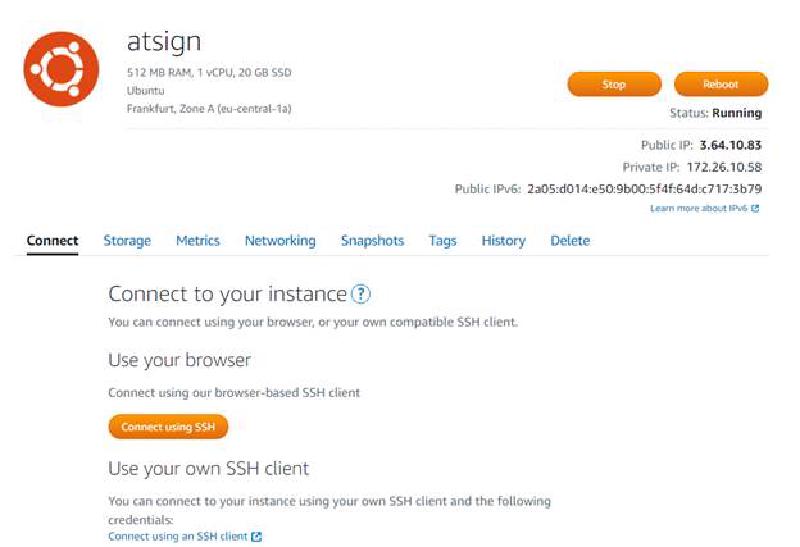 atsign
512 MB RAM, 1 vCPU, 20 GB SSD
Ubuntu
Frankfurt, Zone A (eu-central-1a)
Stop
Reboot
Status: Running
Public IP: 3.64.10.83
Private IP: 172.26.10.58
Public IPv6: 2a05:d014:e50:9b00:5f4f:64d:c717:3b79
Learn more about IPv6
Connect Storage Metrics Networking Snapshots Tags History Delete
Connect to your instance ?
You can connect using your browser, or your own compatible SSH client.
Use your browser
Connect using our browser-based SSH client
Connect using SSH
Use your own SSH client
You can connect to your instance using your own SSH client and the following
credentials:
Connect using an SSH client